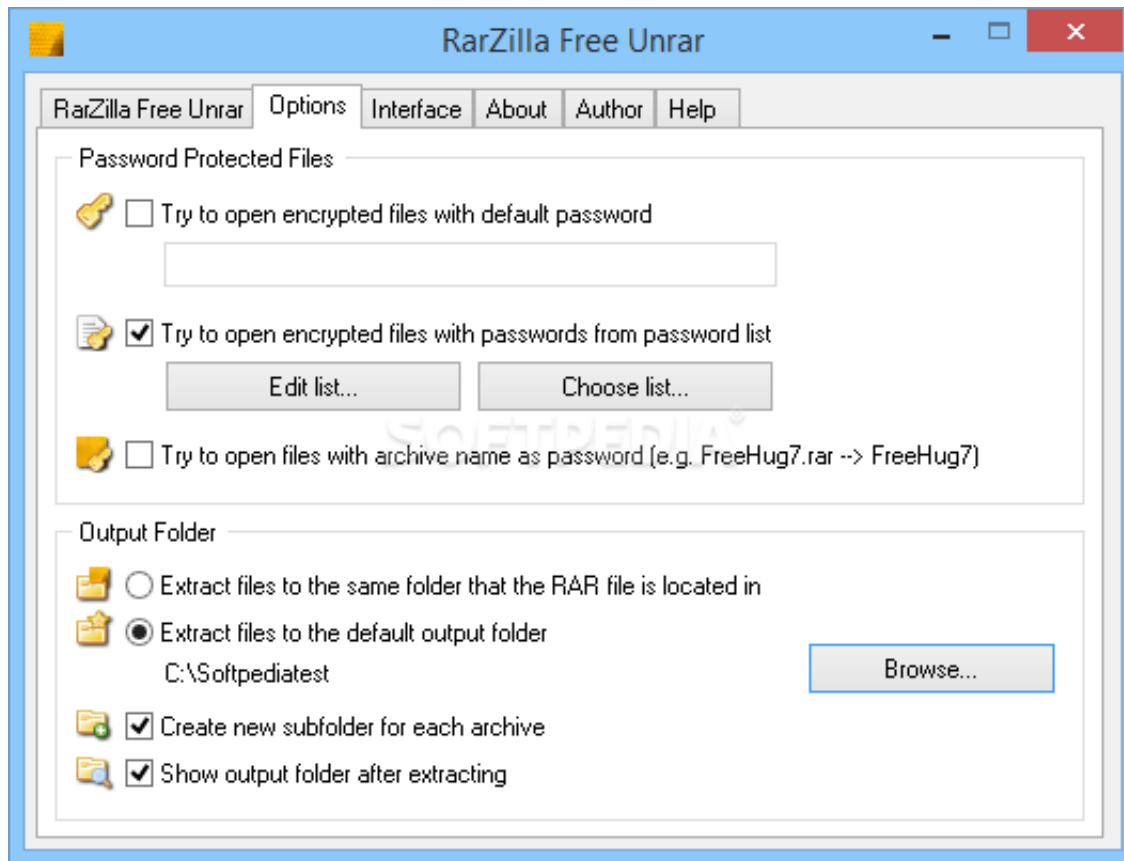 RarZilla Free Unrar
RarZilla Free Unrar Options Interface About Author Help
Password Protected Files
Try to open encrypted files with default password
Try to open encrypted files with passwords from password list
Edit list... Choose list...
SOFTPEDIA®
Try to open files with archive name as password (e.g. FreeHug7.rar --> FreeHug7)
Output Folder
Extract files to the same folder that the RAR file is located in
Extract files to the default output folder
C:\Softpediatest
Browse...
Create new subfolder for each archive
Show output folder after extracting